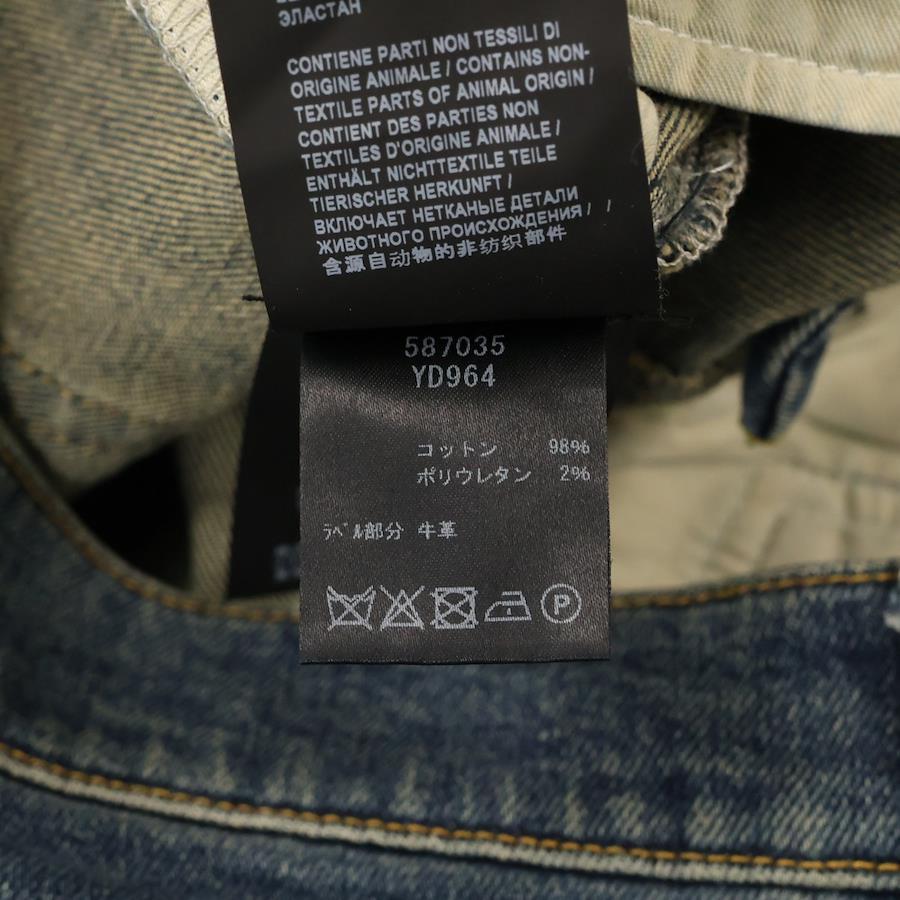 ЭЛАСТАН
CONTIENE PARTI NON TESSILI DI
ORIGINE ANIMALE / CONTAINS NON-
TEXTILE PARTS OF ANIMAL ORIGIN /
CONTIENT DES PARTIES NON
TEXTILES D'ORIGINE ANIMALE /
ENTHÄLT NICHTTEXTILE TEILE
TIERISCHER HERKUNFT /
ВКЛЮЧАЕТ НЕТКАНЫЕ ДЕТАЛИ
ЖИВОТНОГО ПРОИСХОЖДЕНИЯ / /
含源自动物的非纺织部件
587035
YD964
コットン 98%
ポリウレタン 2%
ラベル部分 牛革
P